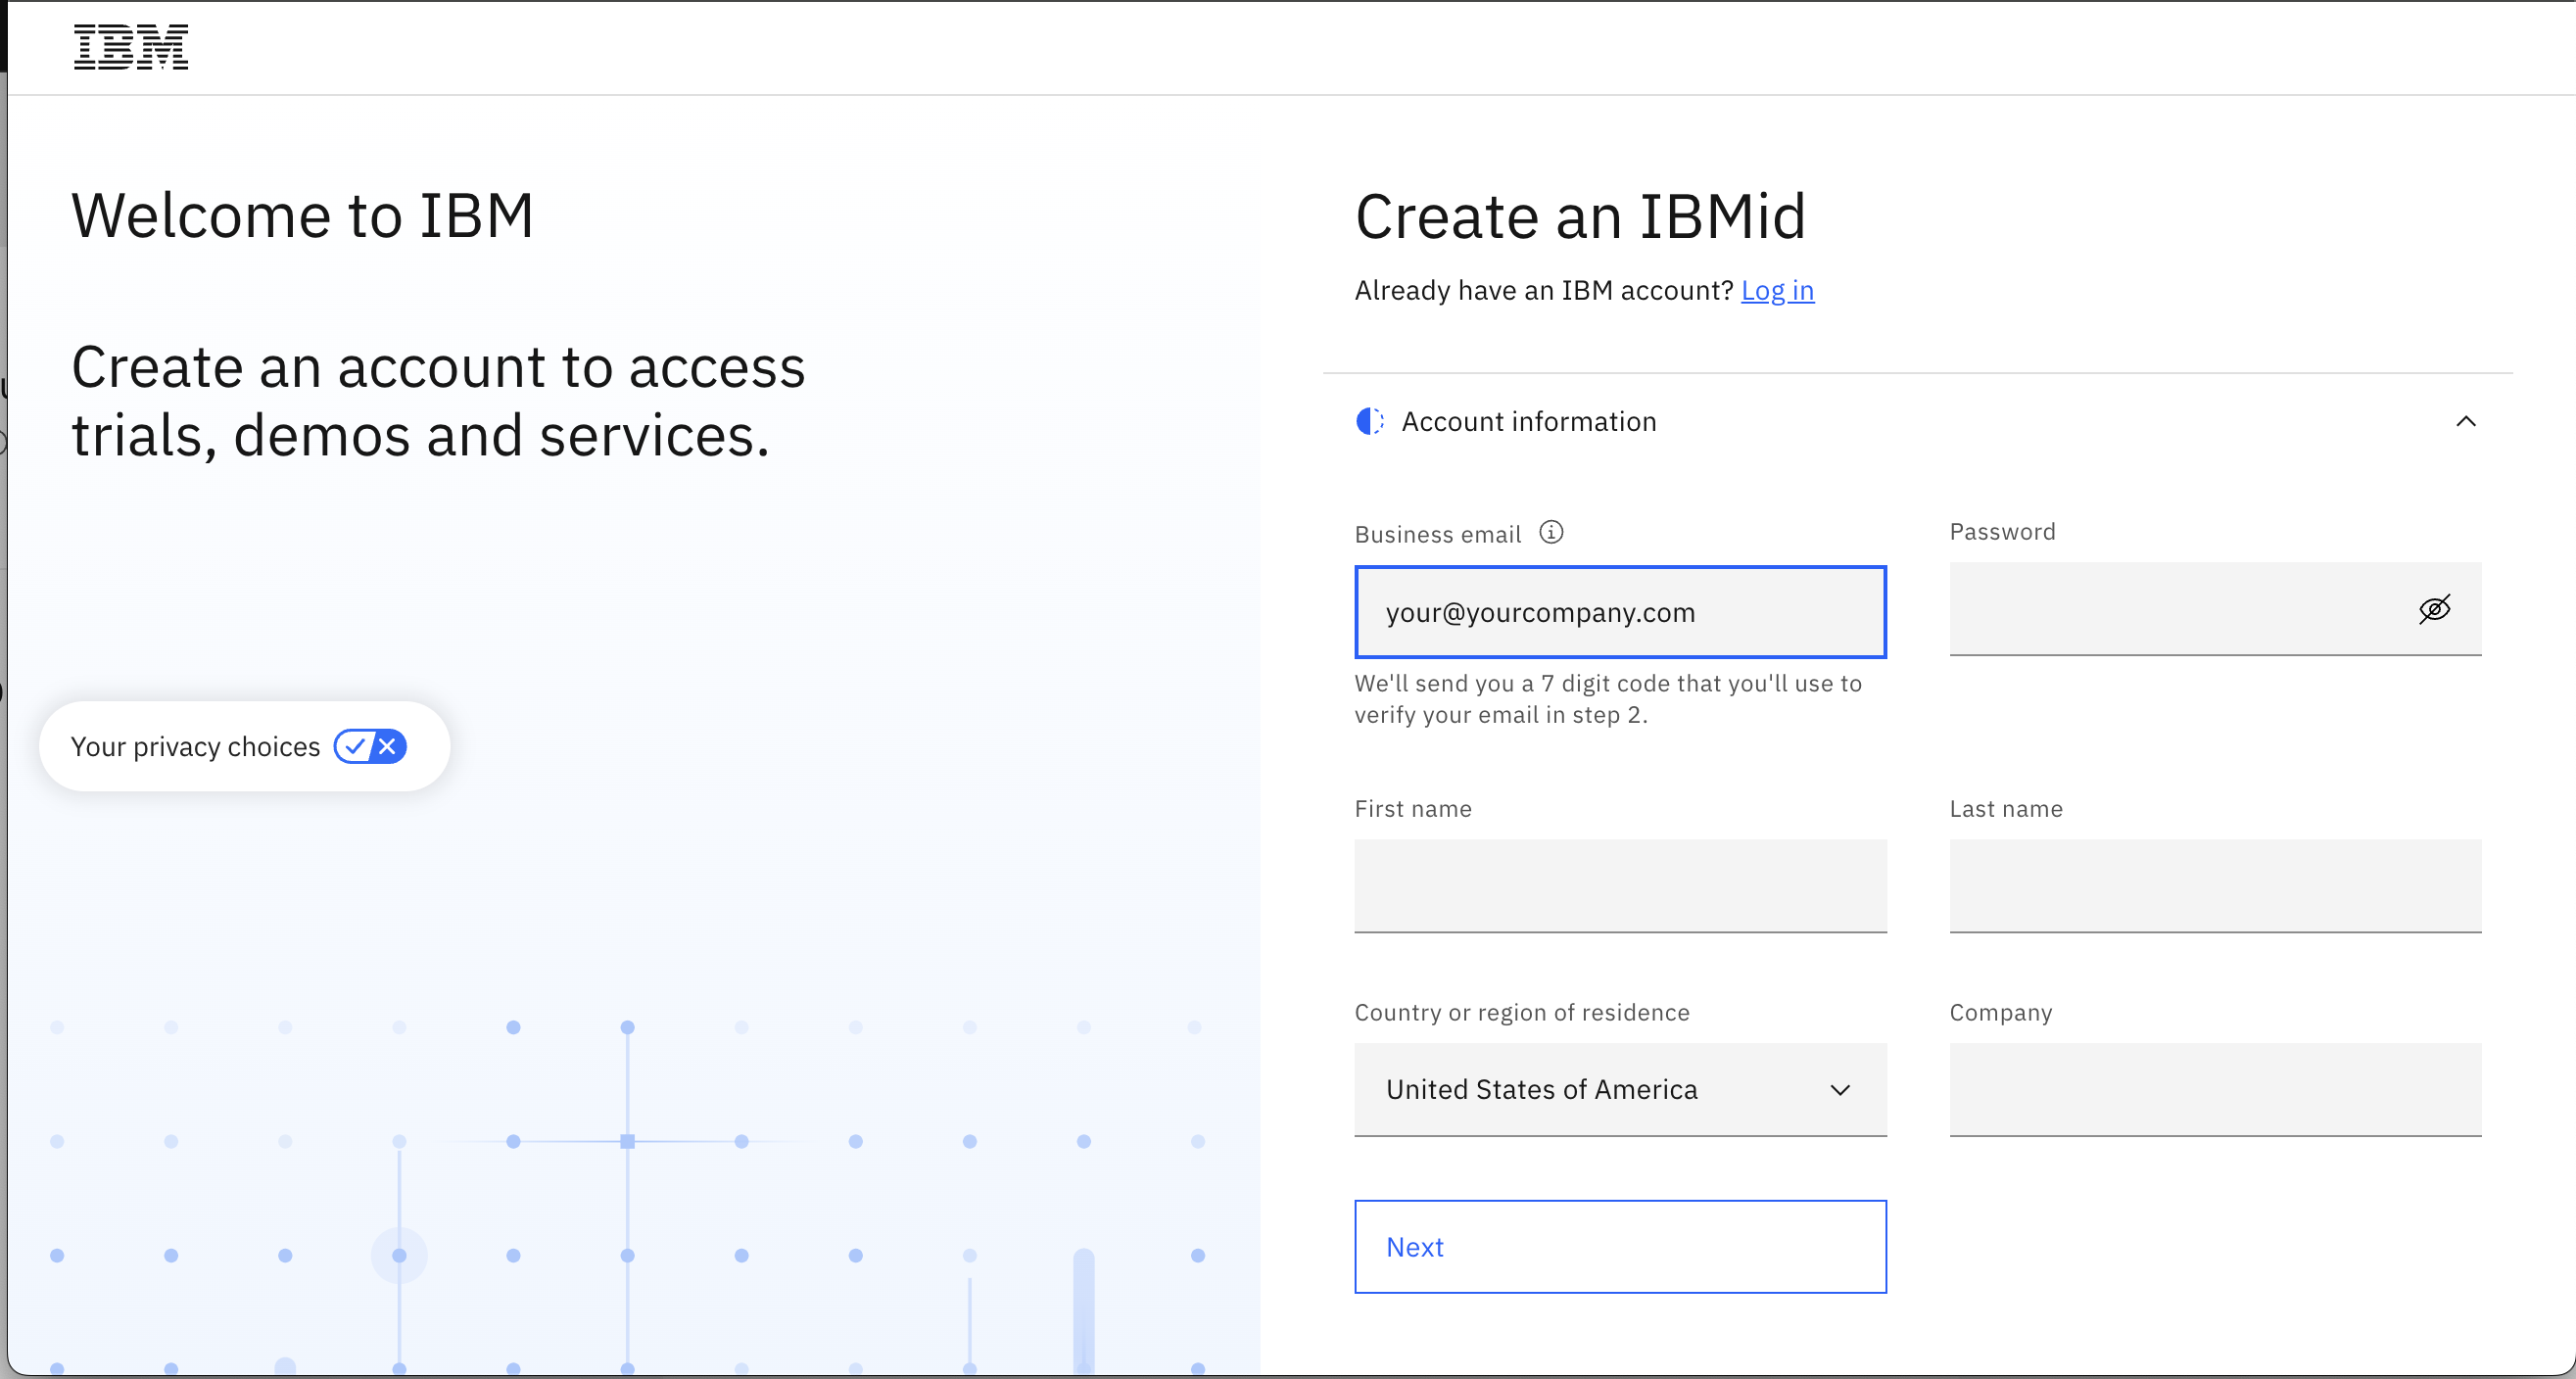 IBM
Welcome to IBM
Create an account to access
trials, demos and services.
Your privacy choices
Create an IBMid
Already have an IBM account? Log in
Account information
Business email
your@yourcompany.com
We'll send you a 7 digit code that you'll use to
verify your email in step 2.
Password
First name
Last name
Country or region of residence
United States of America
Company
Next